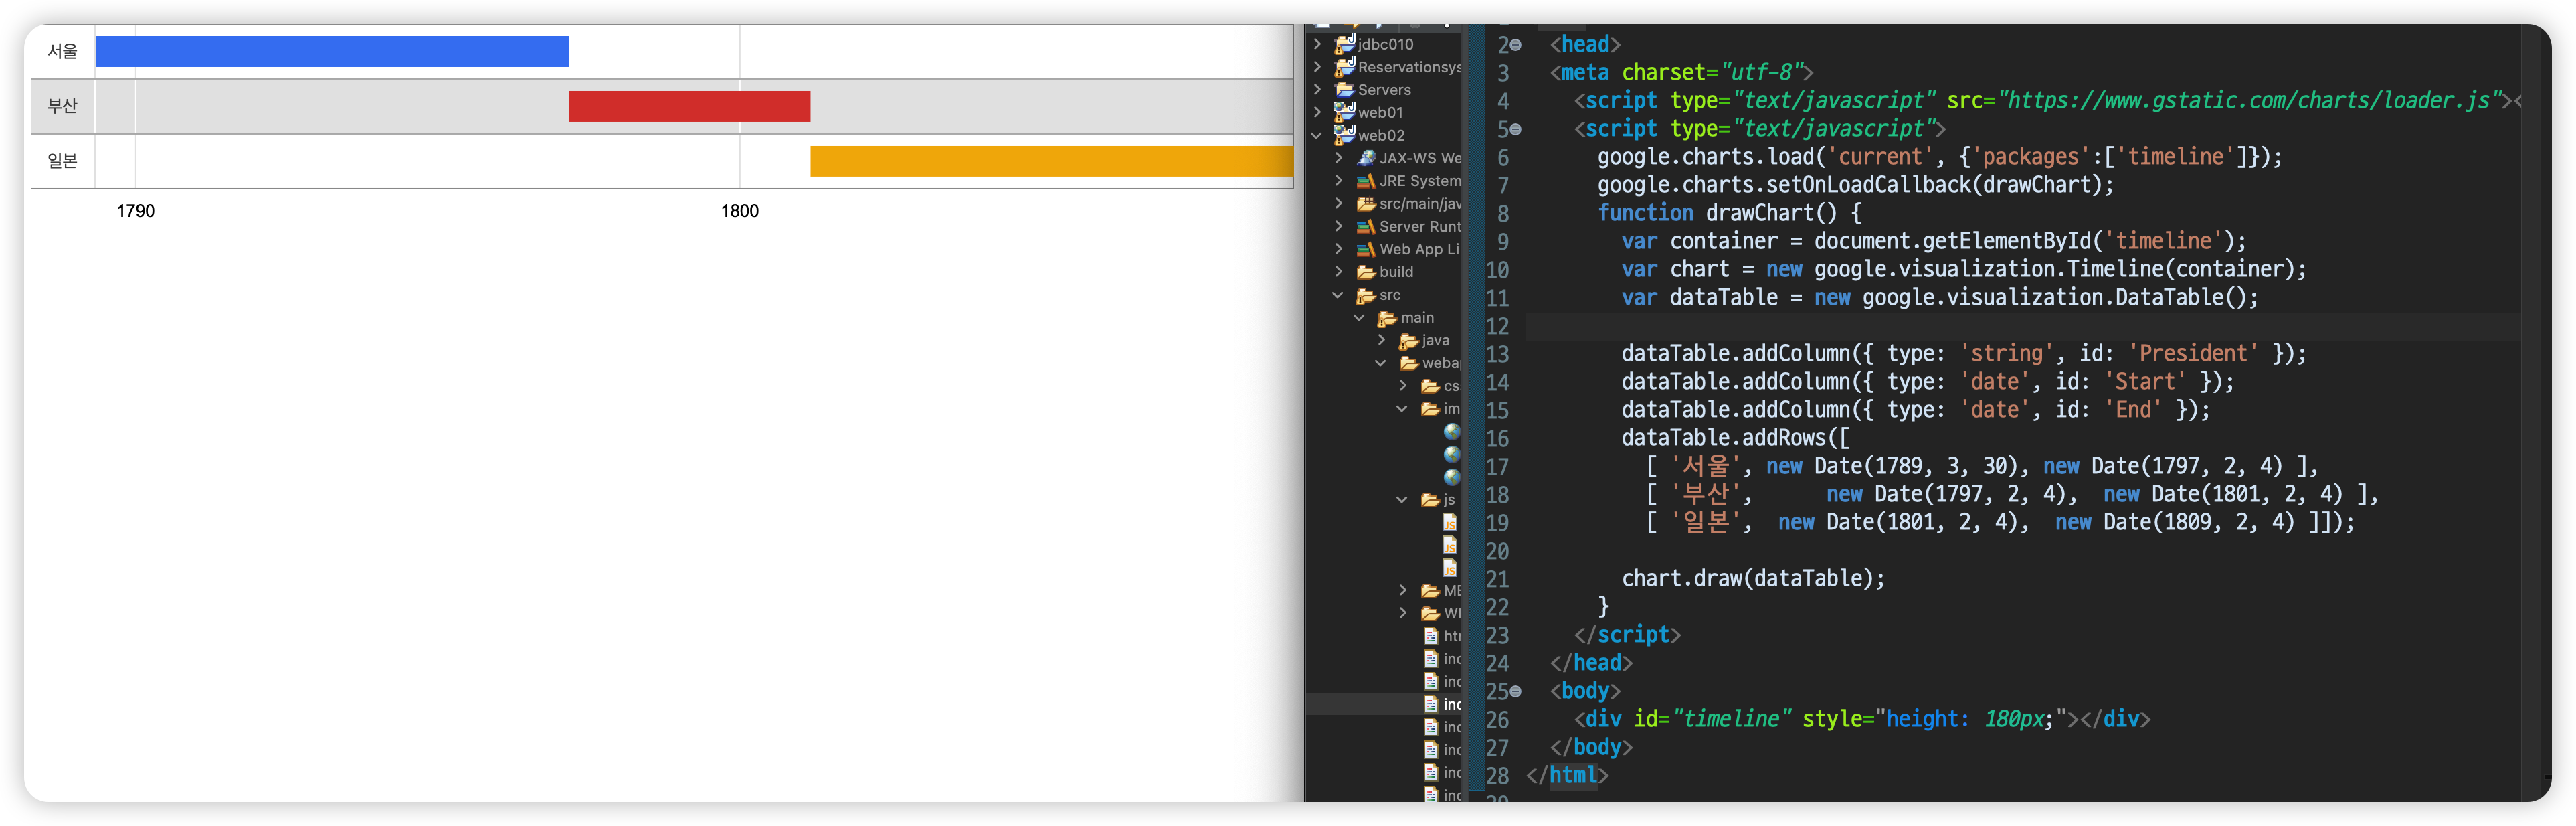 서울
부산
일본
1790
1800
jdbc010
Reservationsys
Servers
web01
web02
JAX-WS We
JRE System
src/main/jav
Server Runt
Web App Li
build
src
main
java
webap
css
im
js
ME
WE
htm
ind
ind
ind
ind
ind
ind
ind
2 <head>
3 <meta charset="utf-8">
4 <script type="text/javascript" src="https://www.gstatic.com/charts/loader.js"><
5 <script type="text/javascript">
6 google.charts.load('current', {'packages':['timeline']});
7 google.charts.setOnLoadCallback(drawChart);
8 function drawChart() {
9 var container = document.getElementById('timeline');
10 var chart = new google.visualization.Timeline(container);
11 var dataTable = new google.visualization.DataTable();
12
13 dataTable.addColumn({ type: 'string', id: 'President' });
14 dataTable.addColumn({ type: 'date', id: 'Start' });
15 dataTable.addColumn({ type: 'date', id: 'End' });
16 dataTable.addRows([
17 [ '서울', new Date(1789, 3, 30), new Date(1797, 2, 4) ],
18 [ '부산', new Date(1797, 2, 4), new Date(1801, 2, 4) ],
19 [ '일본', new Date(1801, 2, 4), new Date(1809, 2, 4) ]]);
20
21 chart.draw(dataTable);
22 }
23 </script>
24 </head>
25 <body>
26 <div id="timeline" style="height: 180px;"></div>
27 </body>
28 </html>